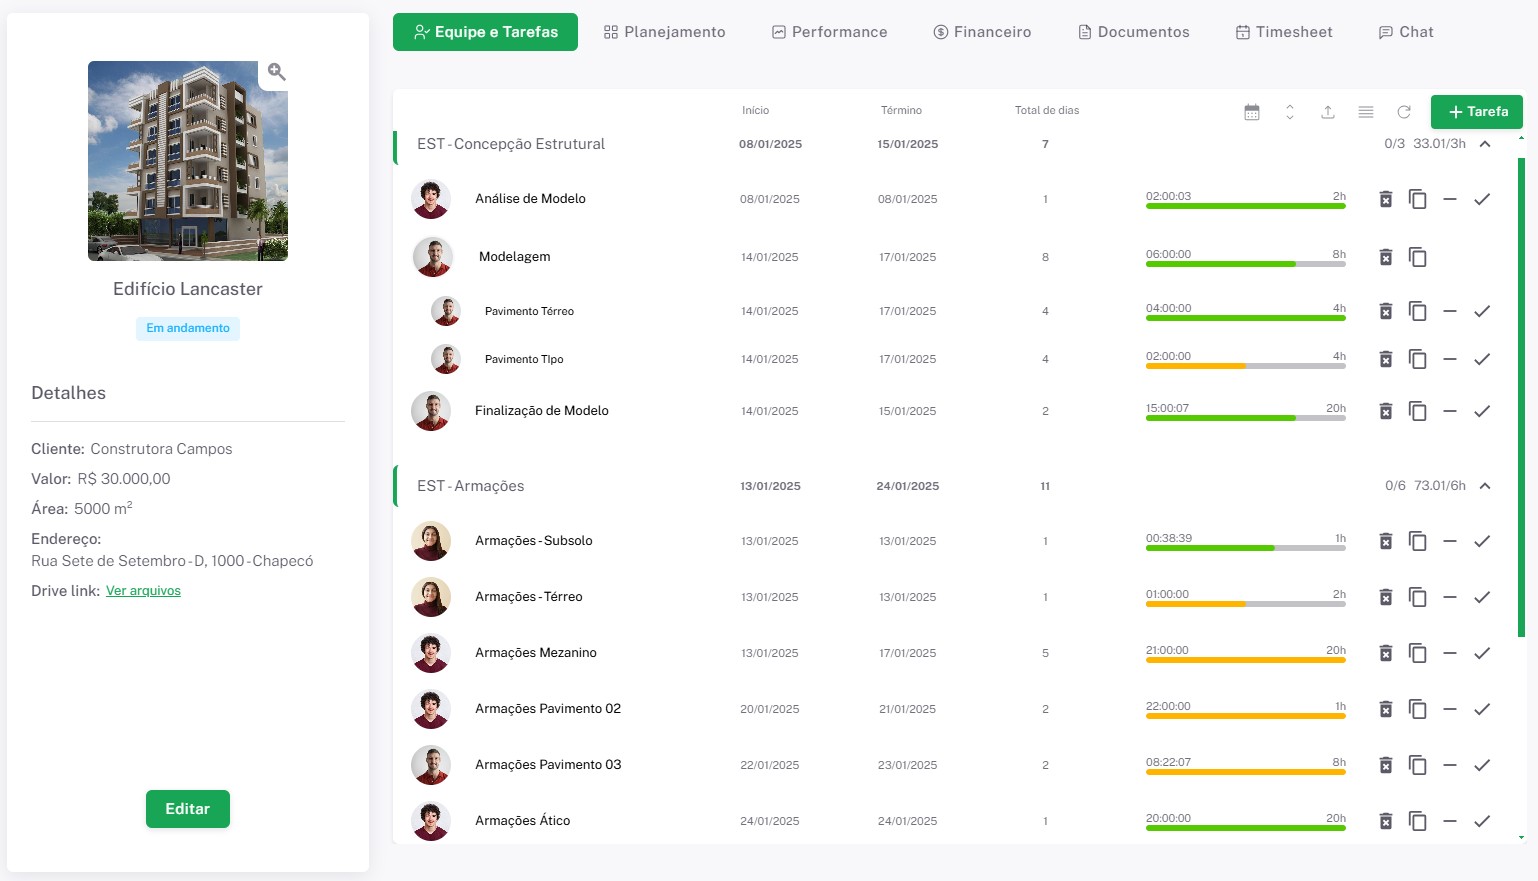 Equipe e Tarefas
Planejamento
Performance
Financeiro
Documentos
Timesheet
Chat
Edifício Lancaster
Em andamento
Detalhes
Cliente: Construtora Campos
Valor: R$ 30.000,00
Área: 5000 m²
Endereço:
Rua Sete de Setembro - D, 1000 - Chapecó
Drive link: Ver arquivos
Editar
Início Término Total de dias + Tarefa
EST - Concepção Estrutural 08/01/2025 15/01/2025 7 0/3 33.01/3h
Análise de Modelo 08/01/2025 08/01/2025 1 02:00:03 2h
Modelagem 14/01/2025 17/01/2025 8 06:00:00 8h
Pavimento Térreo 14/01/2025 17/01/2025 4 04:00:00 4h
Pavimento TIpo 14/01/2025 17/01/2025 4 02:00:00 4h
Finalização de Modelo 14/01/2025 15/01/2025 2 15:00:07 20h
EST - Armações 13/01/2025 24/01/2025 11 0/6 73.01/6h
Armações - Subsolo 13/01/2025 13/01/2025 1 00:38:39 1h
Armações - Térreo 13/01/2025 13/01/2025 1 01:00:00 2h
Armações Mezanino 13/01/2025 17/01/2025 5 21:00:00 20h
Armações Pavimento 02 20/01/2025 21/01/2025 2 22:00:00 1h
Armações Pavimento 03 22/01/2025 23/01/2025 2 08:22:07 8h
Armações Ático 24/01/2025 24/01/2025 1 20:00:00 20h